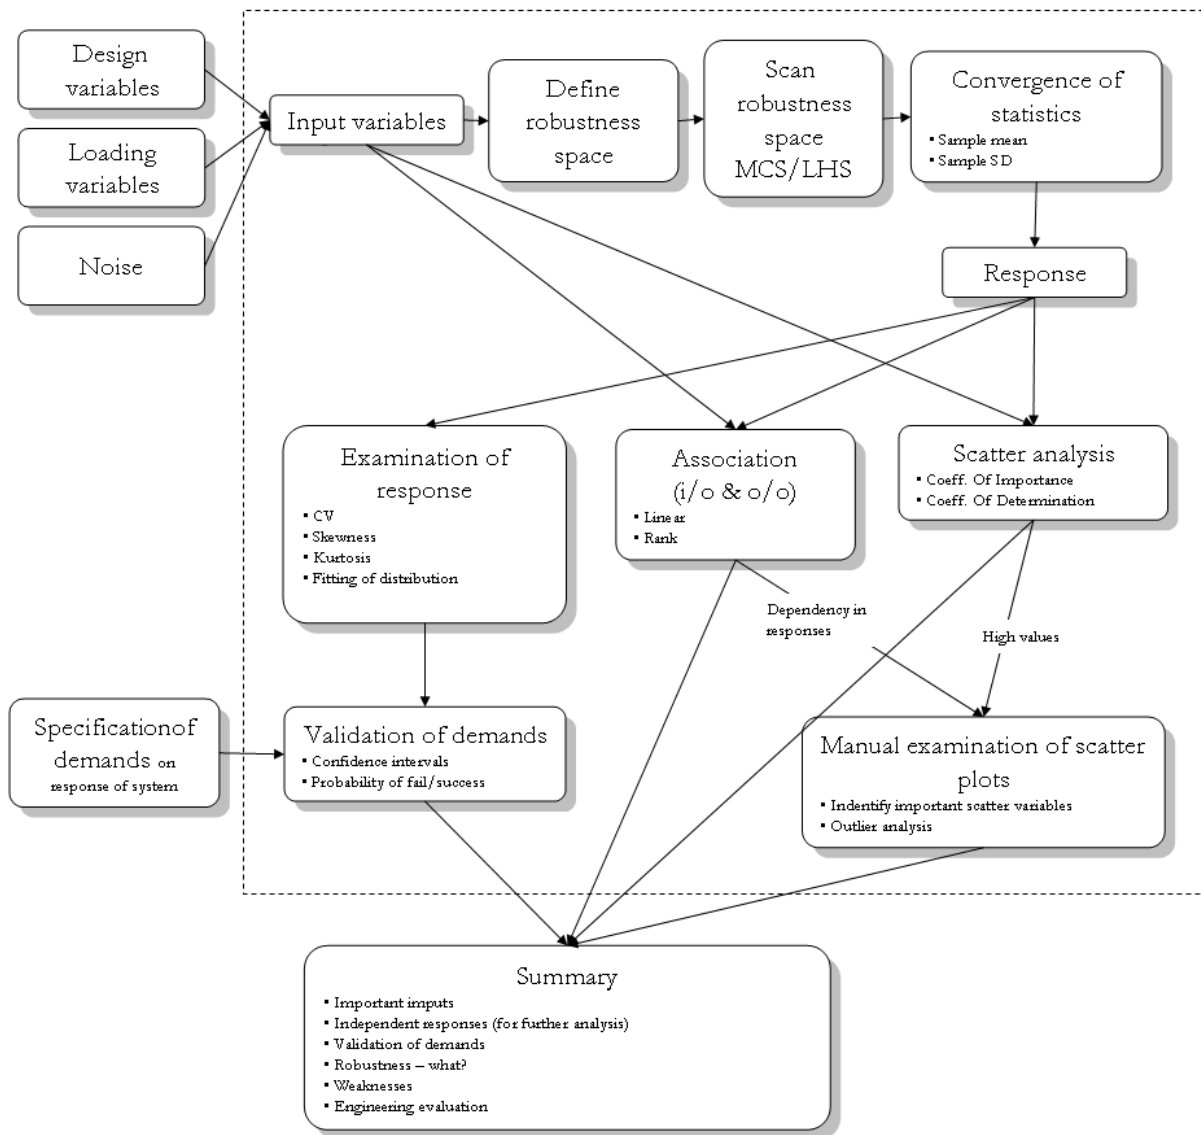 Design
variables
Loading
variables
Noise
Input variables
Define
robustness
space
Scan
robustness
space
MCS/LHS
Convergence of
statistics
▪ Sample mean
▪ Sample SD
Response
Examination of
response
▪ CV
▪ Skewness
▪ Kurtosis
▪ Fitting of distribution
Association
(i/o & o/o)
▪ Linear
▪ Rank
Scatter analysis
▪ Coeff. Of Importance
▪ Coeff. Of Determination
Dependency in
responses
High values
Specificationof
demands on
response of system
Validation of demands
▪ Confidence intervals
▪ Probability of fail/success
Manual examination of scatter
plots
▪ Indentify important scatter variables
▪ Outlier analysis
Summary
▪ Important imputs
▪ Independent responses (for further analysis)
▪ Validation of demands
▪ Robustness – what?
▪ Weaknesses
▪ Engineering evaluation